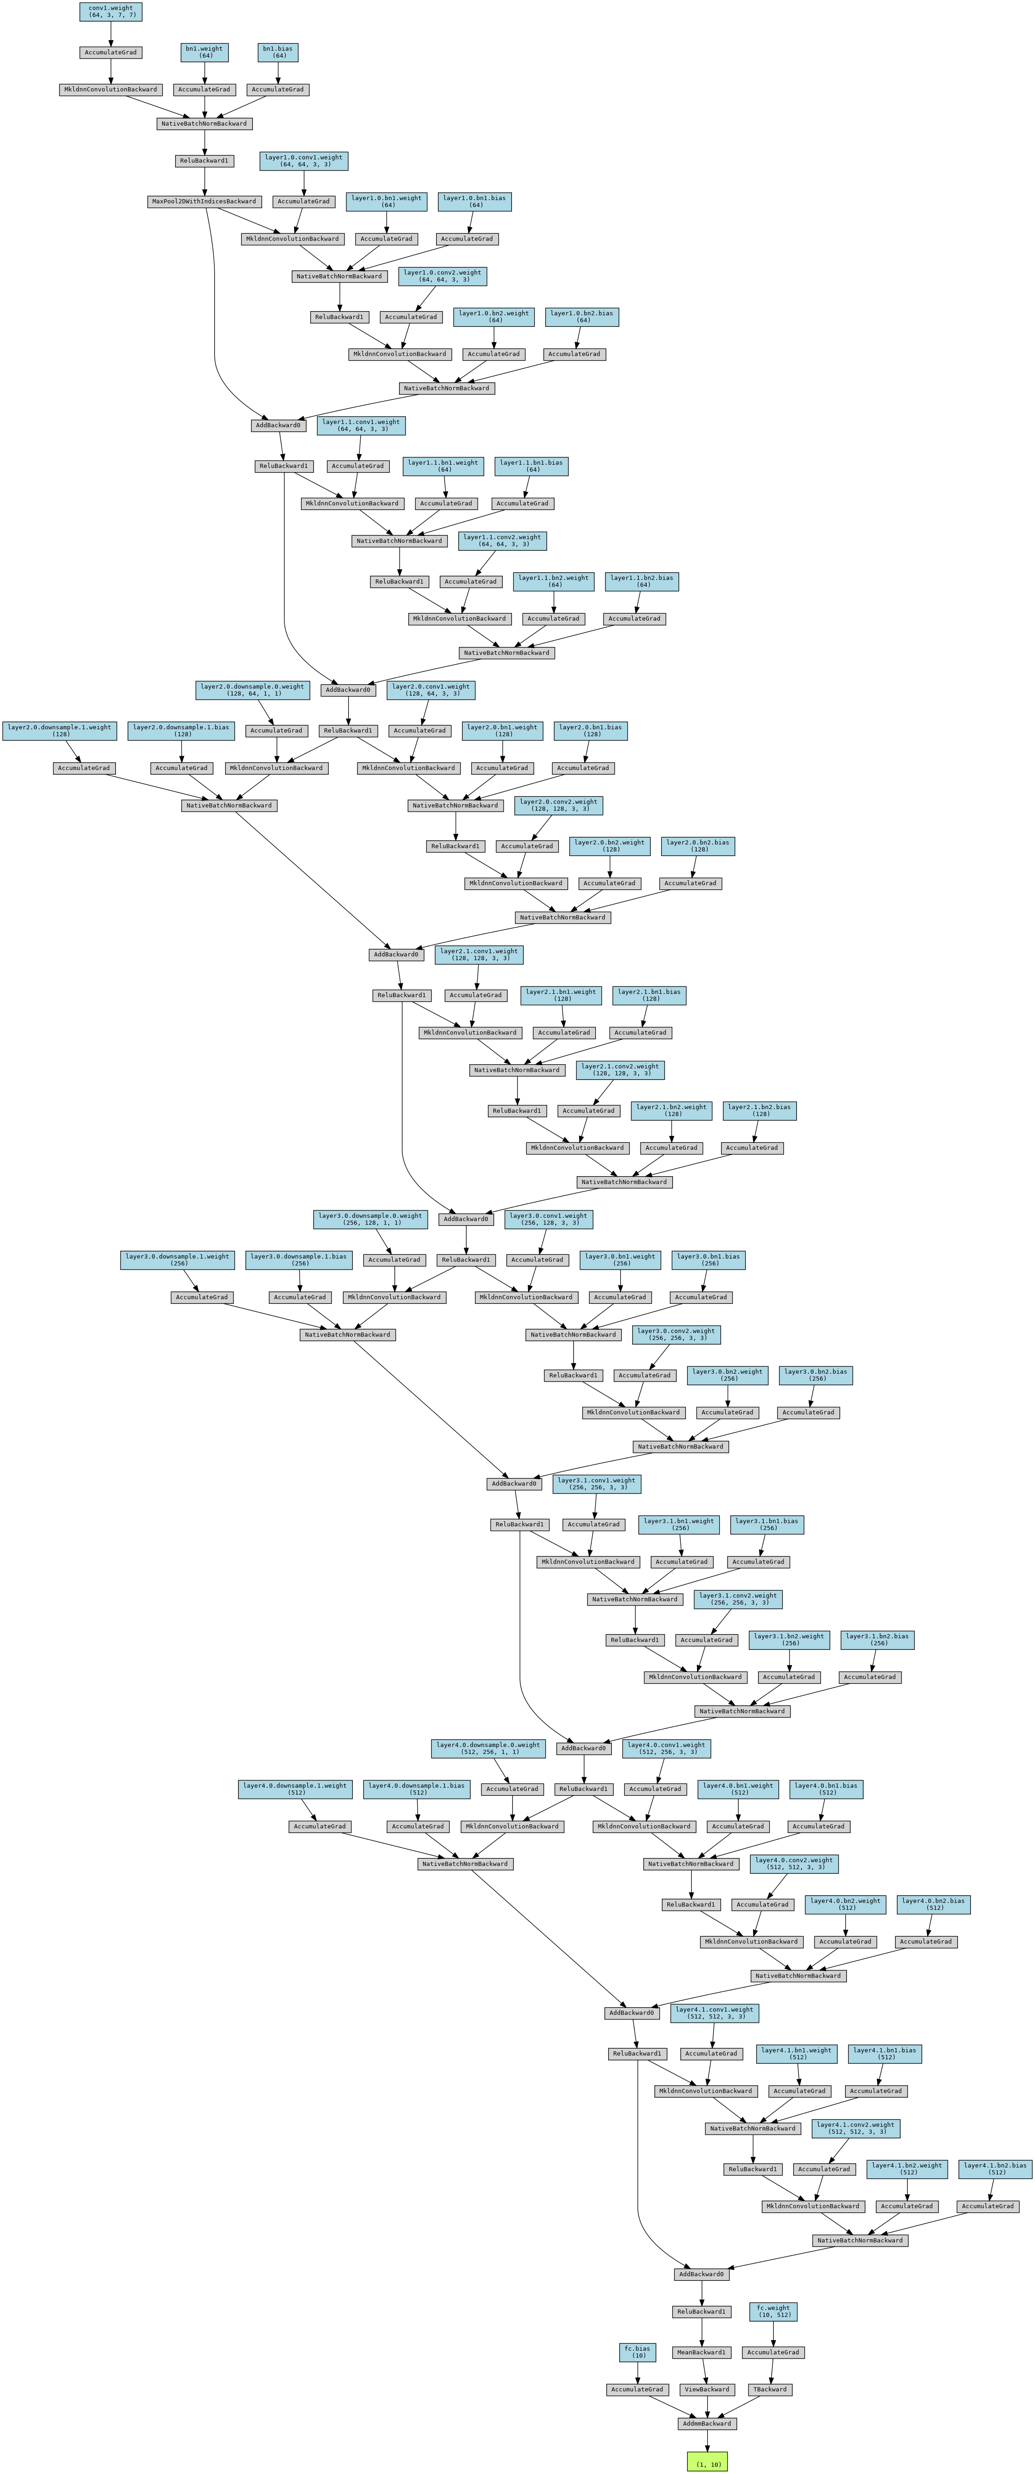 conv1.weight
(64, 3, 7, 7)
AccumulateGrad
bn1.weight
(64)
bn1.bias
(64)
MkldnnConvolutionBackward
AccumulateGrad
AccumulateGrad
NativeBatchNormBackward
ReluBackward1
layer1.0.conv1.weight
(64, 64, 3, 3)
MaxPool2DWithIndicesBackward
AccumulateGrad
layer1.0.bn1.weight
(64)
layer1.0.bn1.bias
(64)
MkldnnConvolutionBackward
AccumulateGrad
AccumulateGrad
NativeBatchNormBackward
layer1.0.conv2.weight
(64, 64, 3, 3)
ReluBackward1
AccumulateGrad
layer1.0.bn2.weight
(64)
layer1.0.bn2.bias
(64)
MkldnnConvolutionBackward
AccumulateGrad
AccumulateGrad
NativeBatchNormBackward
AddBackward0
layer1.1.conv1.weight
(64, 64, 3, 3)
ReluBackward1
AccumulateGrad
layer1.1.bn1.weight
(64)
layer1.1.bn1.bias
(64)
MkldnnConvolutionBackward
AccumulateGrad
AccumulateGrad
NativeBatchNormBackward
layer1.1.conv2.weight
(64, 64, 3, 3)
ReluBackward1
AccumulateGrad
layer1.1.bn2.weight
(64)
layer1.1.bn2.bias
(64)
MkldnnConvolutionBackward
AccumulateGrad
AccumulateGrad
NativeBatchNormBackward
layer2.0.downsample.0.weight
(128, 64, 1, 1)
AddBackward0
layer2.0.conv1.weight
(128, 64, 3, 3)
layer2.0.downsample.1.weight
(128)
layer2.0.downsample.1.bias
(128)
AccumulateGrad
ReluBackward1
AccumulateGrad
layer2.0.bn1.weight
(128)
layer2.0.bn1.bias
(128)
AccumulateGrad
AccumulateGrad
MkldnnConvolutionBackward
MkldnnConvolutionBackward
AccumulateGrad
AccumulateGrad
NativeBatchNormBackward
NativeBatchNormBackward
layer2.0.conv2.weight
(128, 128, 3, 3)
ReluBackward1
AccumulateGrad
layer2.0.bn2.weight
(128)
layer2.0.bn2.bias
(128)
MkldnnConvolutionBackward
AccumulateGrad
AccumulateGrad
NativeBatchNormBackward
AddBackward0
layer2.1.conv1.weight
(128, 128, 3, 3)
ReluBackward1
AccumulateGrad
layer2.1.bn1.weight
(128)
layer2.1.bn1.bias
(128)
MkldnnConvolutionBackward
AccumulateGrad
AccumulateGrad
NativeBatchNormBackward
layer2.1.conv2.weight
(128, 128, 3, 3)
ReluBackward1
AccumulateGrad
layer2.1.bn2.weight
(128)
layer2.1.bn2.bias
(128)
MkldnnConvolutionBackward
AccumulateGrad
AccumulateGrad
NativeBatchNormBackward
layer3.0.downsample.0.weight
(256, 128, 1, 1)
AddBackward0
layer3.0.conv1.weight
(256, 128, 3, 3)
layer3.0.downsample.1.weight
(256)
layer3.0.downsample.1.bias
(256)
AccumulateGrad
ReluBackward1
AccumulateGrad
layer3.0.bn1.weight
(256)
layer3.0.bn1.bias
(256)
AccumulateGrad
AccumulateGrad
MkldnnConvolutionBackward
MkldnnConvolutionBackward
AccumulateGrad
AccumulateGrad
NativeBatchNormBackward
NativeBatchNormBackward
layer3.0.conv2.weight
(256, 256, 3, 3)
ReluBackward1
AccumulateGrad
layer3.0.bn2.weight
(256)
layer3.0.bn2.bias
(256)
MkldnnConvolutionBackward
AccumulateGrad
AccumulateGrad
NativeBatchNormBackward
AddBackward0
layer3.1.conv1.weight
(256, 256, 3, 3)
ReluBackward1
AccumulateGrad
layer3.1.bn1.weight
(256)
layer3.1.bn1.bias
(256)
MkldnnConvolutionBackward
AccumulateGrad
AccumulateGrad
NativeBatchNormBackward
layer3.1.conv2.weight
(256, 256, 3, 3)
ReluBackward1
AccumulateGrad
layer3.1.bn2.weight
(256)
layer3.1.bn2.bias
(256)
MkldnnConvolutionBackward
AccumulateGrad
AccumulateGrad
NativeBatchNormBackward
layer4.0.downsample.0.weight
(512, 256, 1, 1)
AddBackward0
layer4.0.conv1.weight
(512, 256, 3, 3)
layer4.0.downsample.1.weight
(512)
layer4.0.downsample.1.bias
(512)
AccumulateGrad
ReluBackward1
AccumulateGrad
layer4.0.bn1.weight
(512)
layer4.0.bn1.bias
(512)
AccumulateGrad
AccumulateGrad
MkldnnConvolutionBackward
MkldnnConvolutionBackward
AccumulateGrad
AccumulateGrad
NativeBatchNormBackward
NativeBatchNormBackward
layer4.0.conv2.weight
(512, 512, 3, 3)
ReluBackward1
AccumulateGrad
layer4.0.bn2.weight
(512)
layer4.0.bn2.bias
(512)
MkldnnConvolutionBackward
AccumulateGrad
AccumulateGrad
NativeBatchNormBackward
AddBackward0
layer4.1.conv1.weight
(512, 512, 3, 3)
ReluBackward1
AccumulateGrad
layer4.1.bn1.weight
(512)
layer4.1.bn1.bias
(512)
MkldnnConvolutionBackward
AccumulateGrad
AccumulateGrad
NativeBatchNormBackward
layer4.1.conv2.weight
(512, 512, 3, 3)
ReluBackward1
AccumulateGrad
layer4.1.bn2.weight
(512)
layer4.1.bn2.bias
(512)
MkldnnConvolutionBackward
AccumulateGrad
AccumulateGrad
NativeBatchNormBackward
AddBackward0
ReluBackward1
fc.weight
(10, 512)
fc.bias
(10)
MeanBackward1
AccumulateGrad
AccumulateGrad
ViewBackward
TBackward
AddmmBackward
(1, 10)